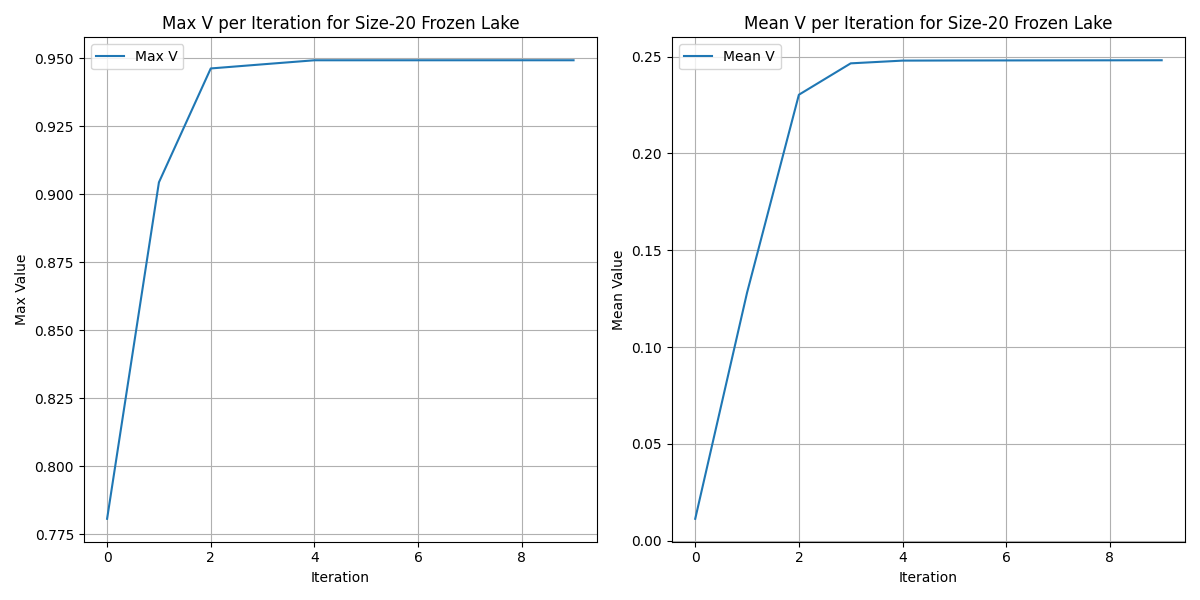 Max V per Iteration for Size-20 Frozen Lake
Max V
0.950
0.925
0.900
0.875
0.850
0.825
0.800
0.775
Max Value
0 2 4 6 8
Iteration
Mean V per Iteration for Size-20 Frozen Lake
Mean V
0.25
0.20
0.15
0.10
0.05
0.00
Mean Value
0 2 4 6 8
Iteration